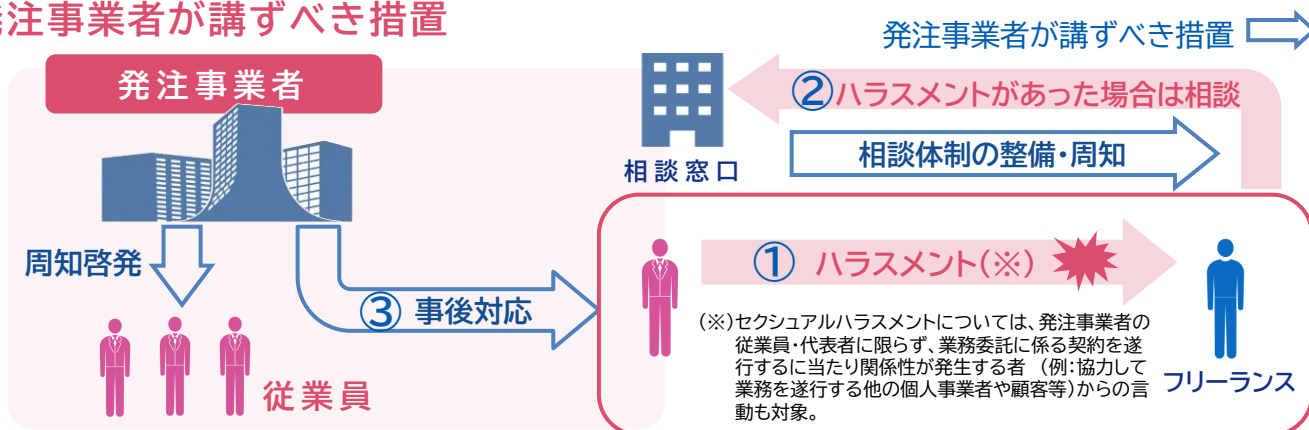 発注事業者が講ずべき措置
発注事業者が講ずべき措置
発注事業者
②ハラスメントがあった場合は相談
相談体制の整備・周知
相談窓口
周知啓発
① ハラスメント(※)
③ 事後対応
(※)セクシュアルハラスメントについては、発注事業者の
従業員・代表者に限らず、業務委託に係る契約を遂
行するに当たり関係性が発生する者 (例:協力して
業務を遂行する他の個人事業者や顧客等)からの言
動も対象。
フリーランス
従業員